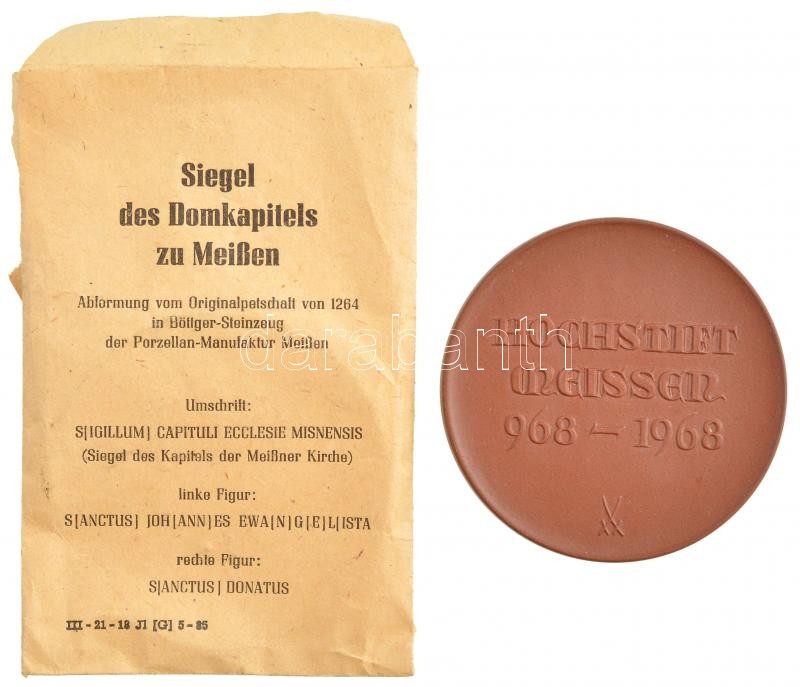 Siegel
des Domkapitels
zu Meißen
Abformung vom Originalpetschaft von 1264
in Böttger-Steinzeug
der Porzellan-Manufaktur Meißen
Umschrift:
S[IGILLUM] CAPITULI ECCLESIE MISNENSIS
(Siegel des Kapitels der Meißner Kirche)
linke Figur:
S[ANCTUS] JOH[ANN]ES EWA[N]G[E]L[ISTA
rechte Figur:
S[ANCTUS] DONATUS
III-21-18 Jl [G] 5-85
HOCHSTIFT
MEISSEN
968 – 1968
darabanth